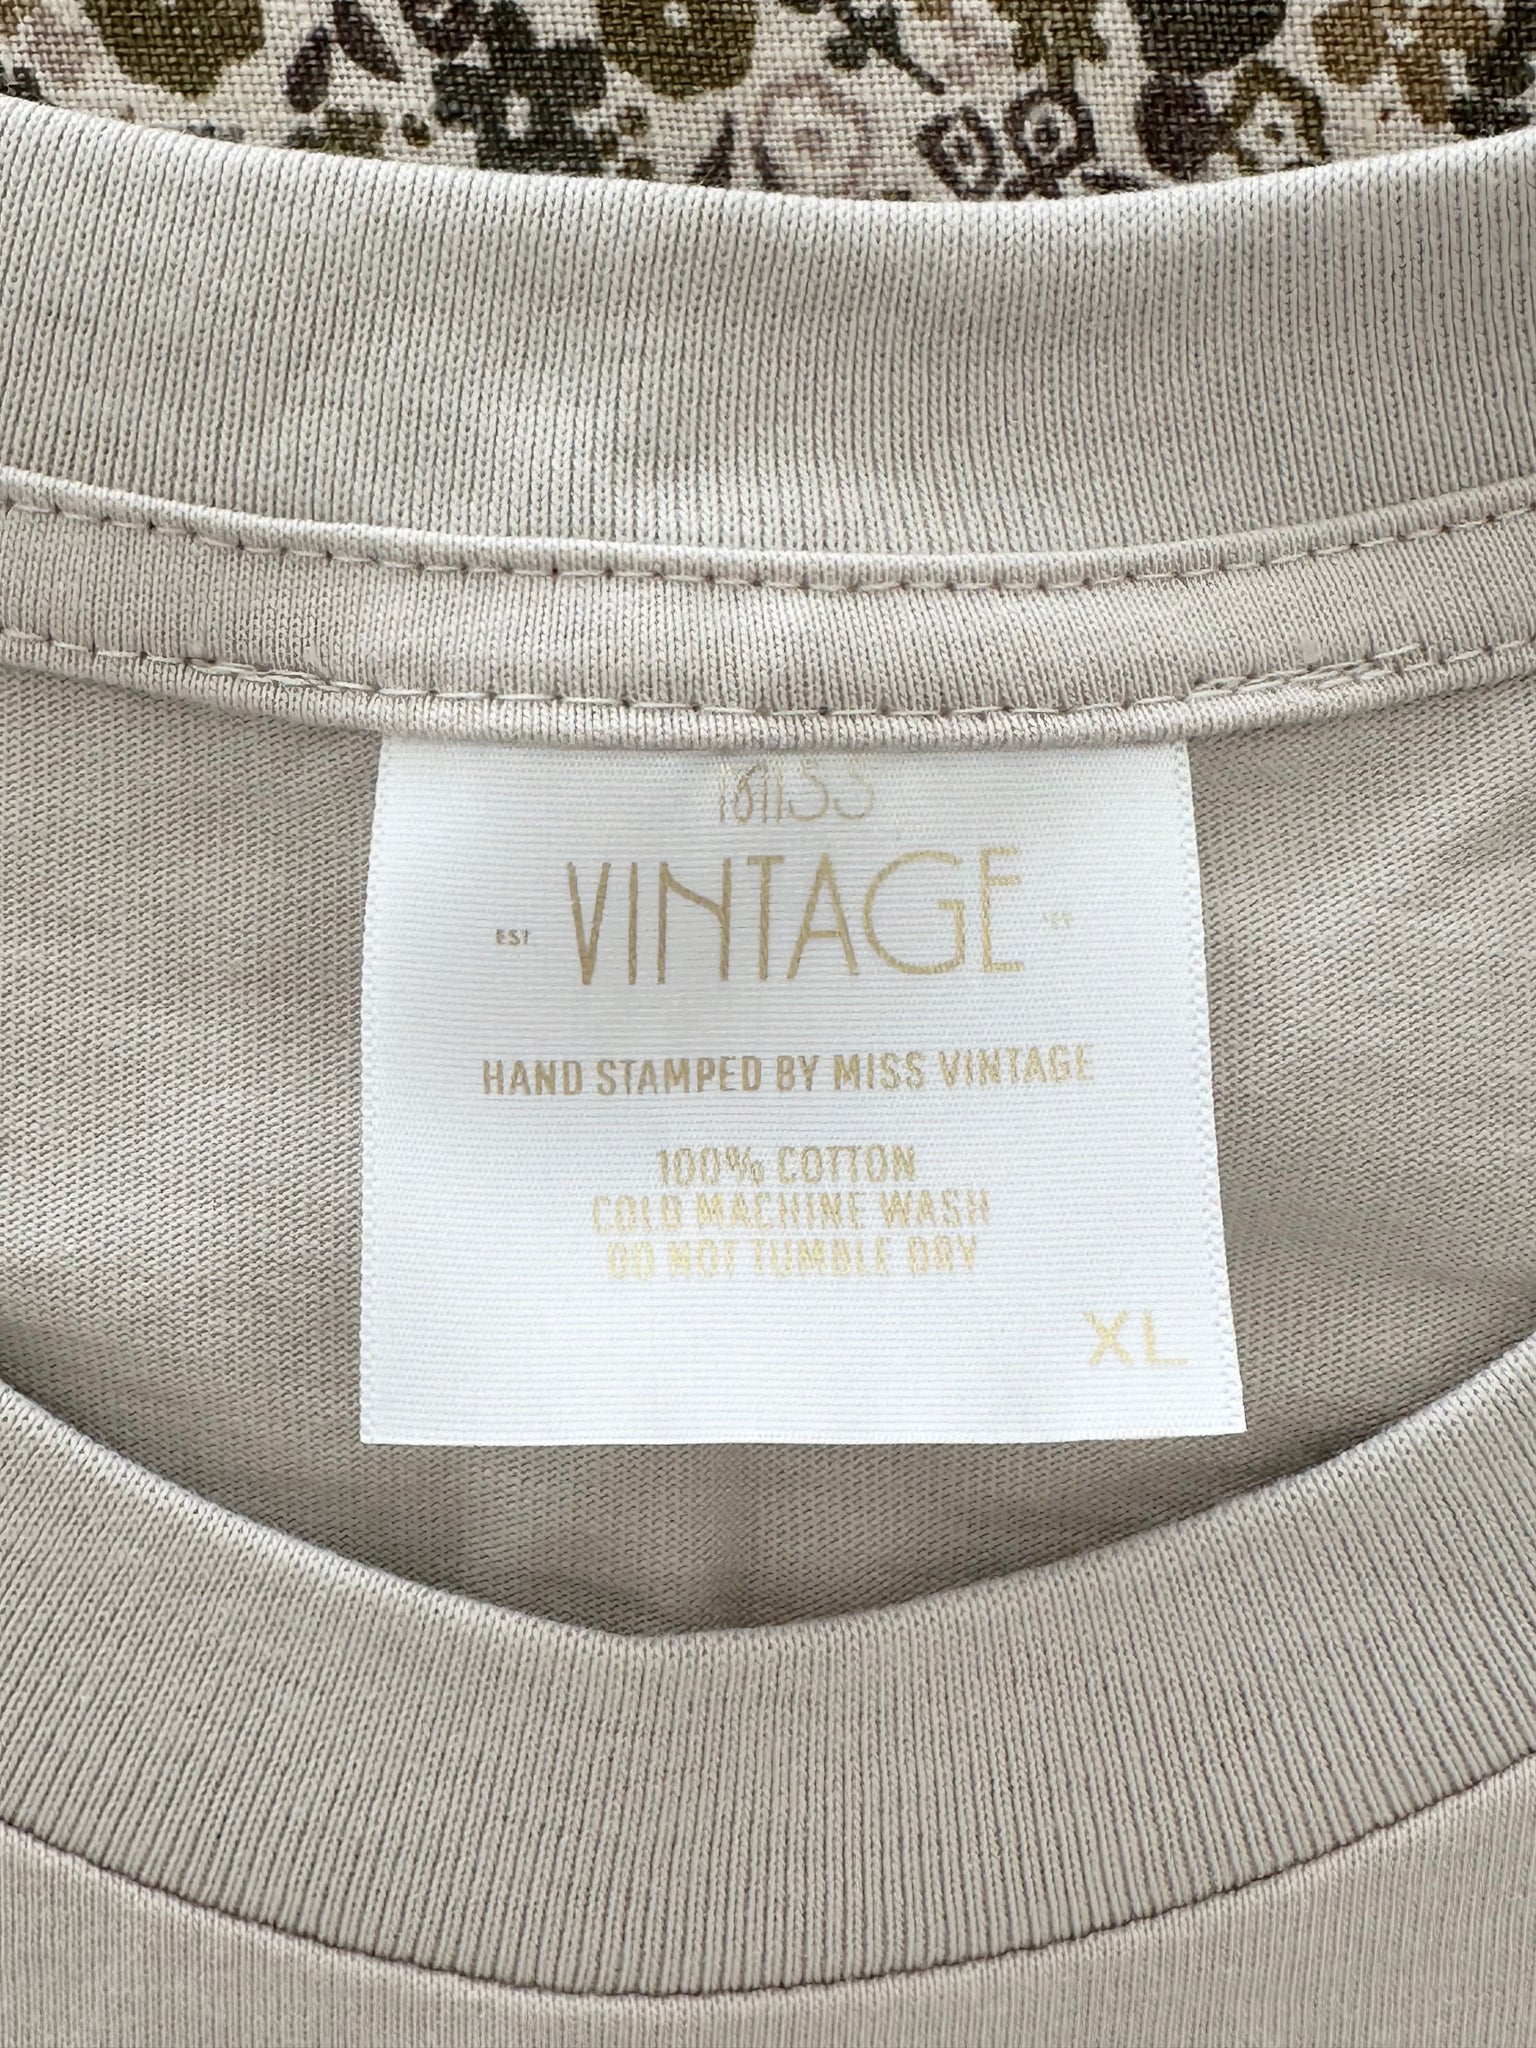 MISS
EST VINTAGE
HAND STAMPED BY MISS VINTAGE
100% COTTON
COLD MACHINE WASH
DO NOT TUMBLE DRY
XL